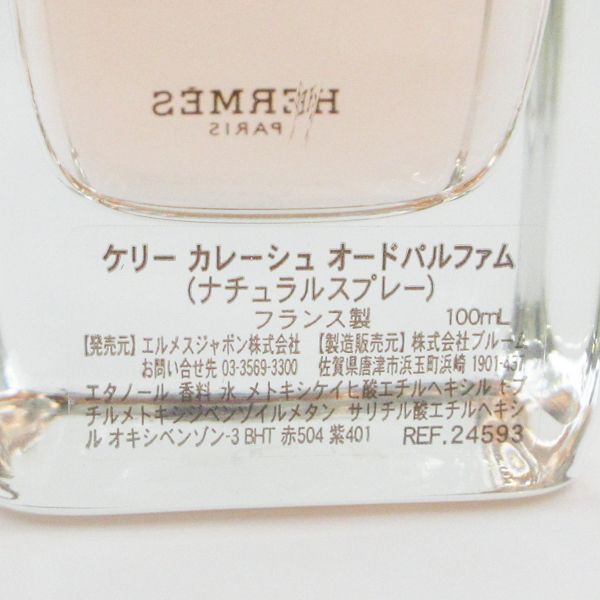 HERMÈS
PARIS
ケリー カレーシュ オードパルファム
(ナチュラルスプレー)
フランス製 100mL
【発売元】エルメスジャポン株式会社 【製造販売元】株式会社ブルーム
お問い合せ先 03-3569-3300 佐賀県唐津市浜玉町浜崎 1901-457
エタノール 香料 水 メトキシケイヒ酸エチルヘキシル t-ブ
チルメトキシジベンゾイルメタン サリチル酸エチルヘキシ
ル オキシベンゾン-3 BHT 赤504 紫401 REF.24593